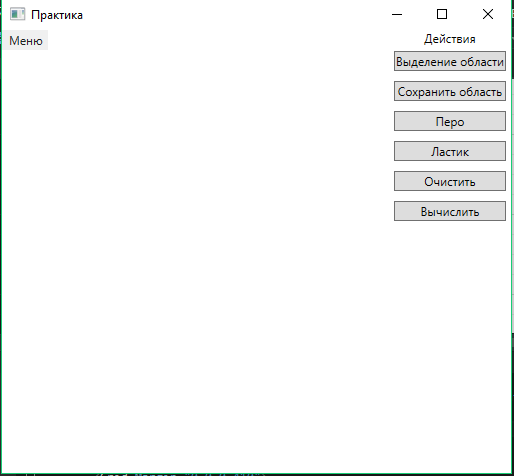 Практика
Меню
Действия
Выделение области
Сохранить область
Перо
Ластик
Очистить
Вычислить